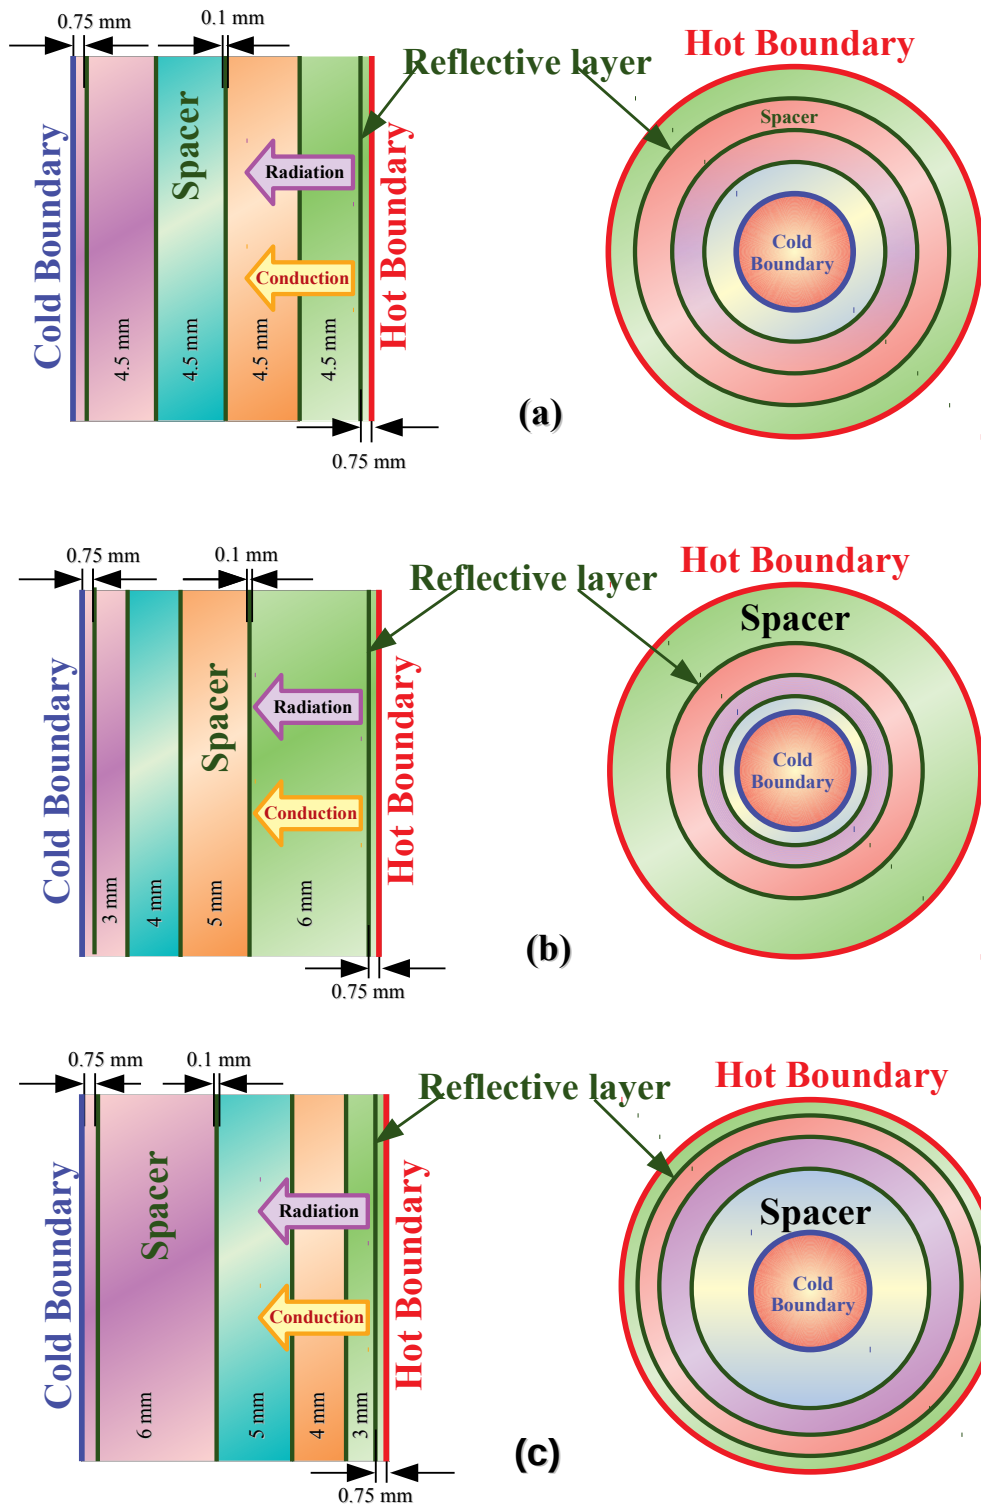 0.75 mm
0.1 mm
Reflective layer
Hot Boundary
Cold Boundary
Spacer
Radiation
Conduction
Hot Boundary
4.5 mm
4.5 mm
4.5 mm
4.5 mm
0.75 mm
Spacer
Cold
Boundary
(a)
0.75 mm
0.1 mm
Reflective layer
Hot Boundary
Cold Boundary
Spacer
Radiation
Conduction
Hot Boundary
3 mm
4 mm
5 mm
6 mm
0.75 mm
Spacer
Cold
Boundary
(b)
0.75 mm
0.1 mm
Reflective layer
Hot Boundary
Cold Boundary
Spacer
Radiation
Conduction
Hot Boundary
6 mm
5 mm
4 mm
3 mm
0.75 mm
Spacer
Cold
Boundary
(c)